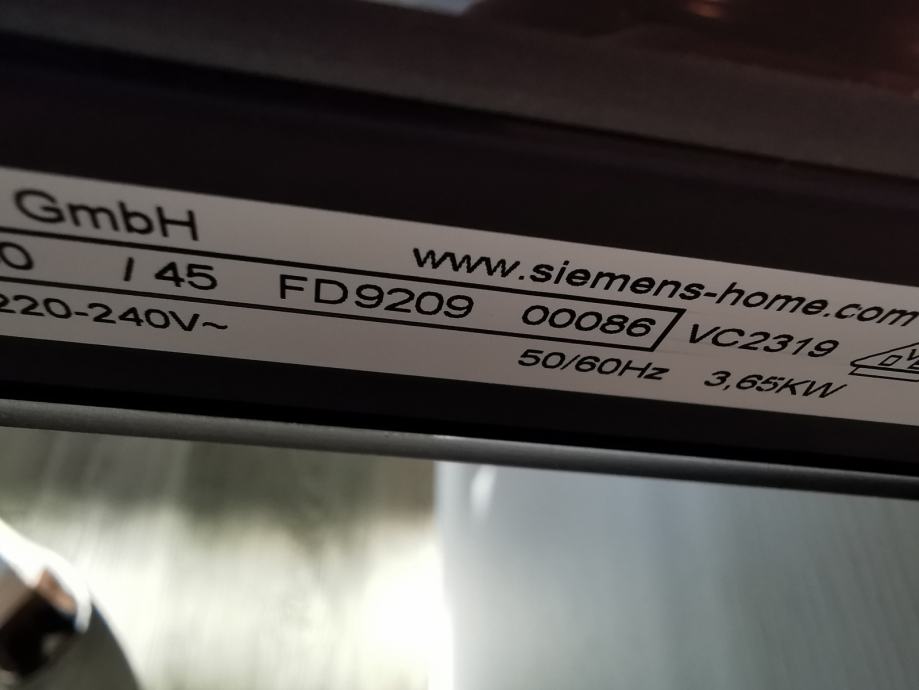 GmbH
www.siemens-home.com
0 / 45 FD9209 00086 VC2319
220-240V~ 50/60Hz 3,65KW